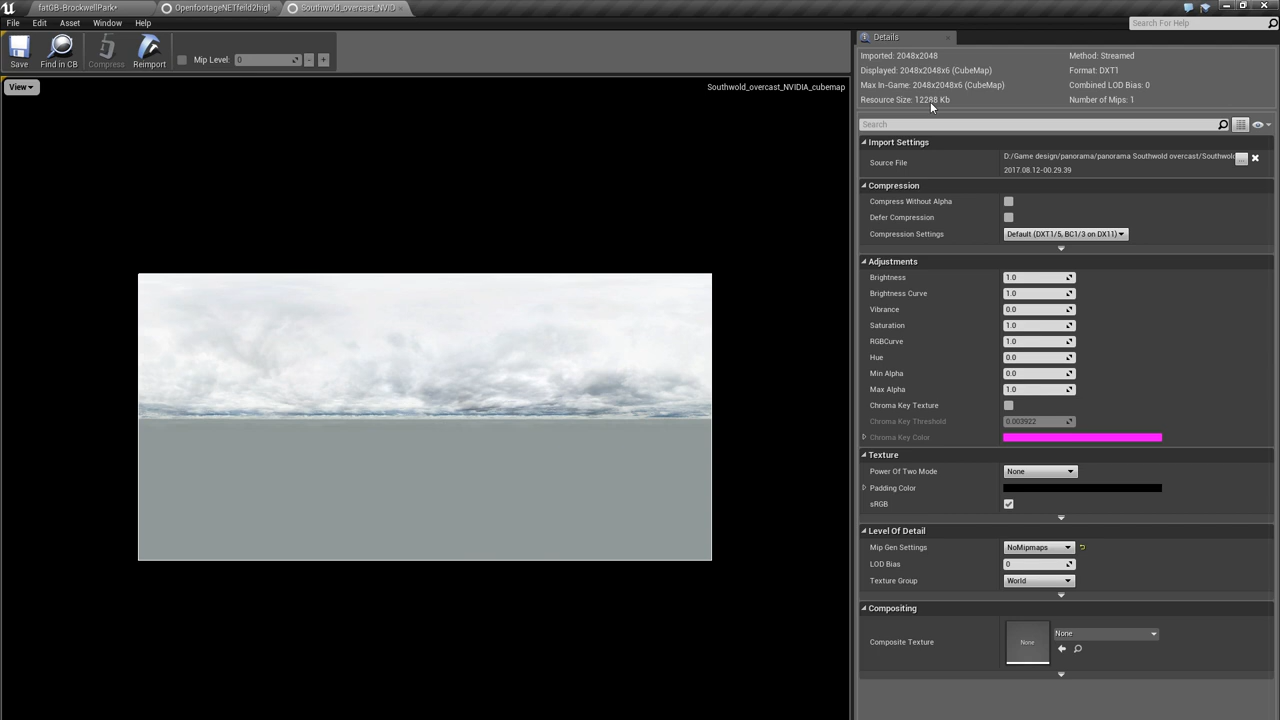 fatGB-BrockwellPark*
OpenfootageNETfeild2high
Southwold_overcast_NVID
File Edit Asset Window Help
Search For Help
Save Find in CB Compress Reimport
Mip Level: 0 - +
View
Southwold_overcast_NVIDIA_cubemap
Details
Imported: 2048x2048 Method: Streamed
Displayed: 2048x2048x6 (CubeMap) Format: DXT1
Max In-Game: 2048x2048x6 (CubeMap) Combined LOD Bias: 0
Resource Size: 12288 Kb Number of Mips: 1
Search
Import Settings
Source File D:/Game design/panorama/panorama Southwold overcast/Southwold ...
2017.08.12-00.29.39
Compression
Compress Without Alpha
Defer Compression
Compression Settings Default (DXT1/5, BC1/3 on DX11)
Adjustments
Brightness 1.0
Brightness Curve 1.0
Vibrance 0.0
Saturation 1.0
RGBCurve 1.0
Hue 0.0
Min Alpha 0.0
Max Alpha 1.0
Chroma Key Texture
Chroma Key Threshold 0.003922
Chroma Key Color
Texture
Power Of Two Mode None
Padding Color
sRGB
Level Of Detail
Mip Gen Settings NoMipmaps
LOD Bias 0
Texture Group World
Compositing
Composite Texture None None